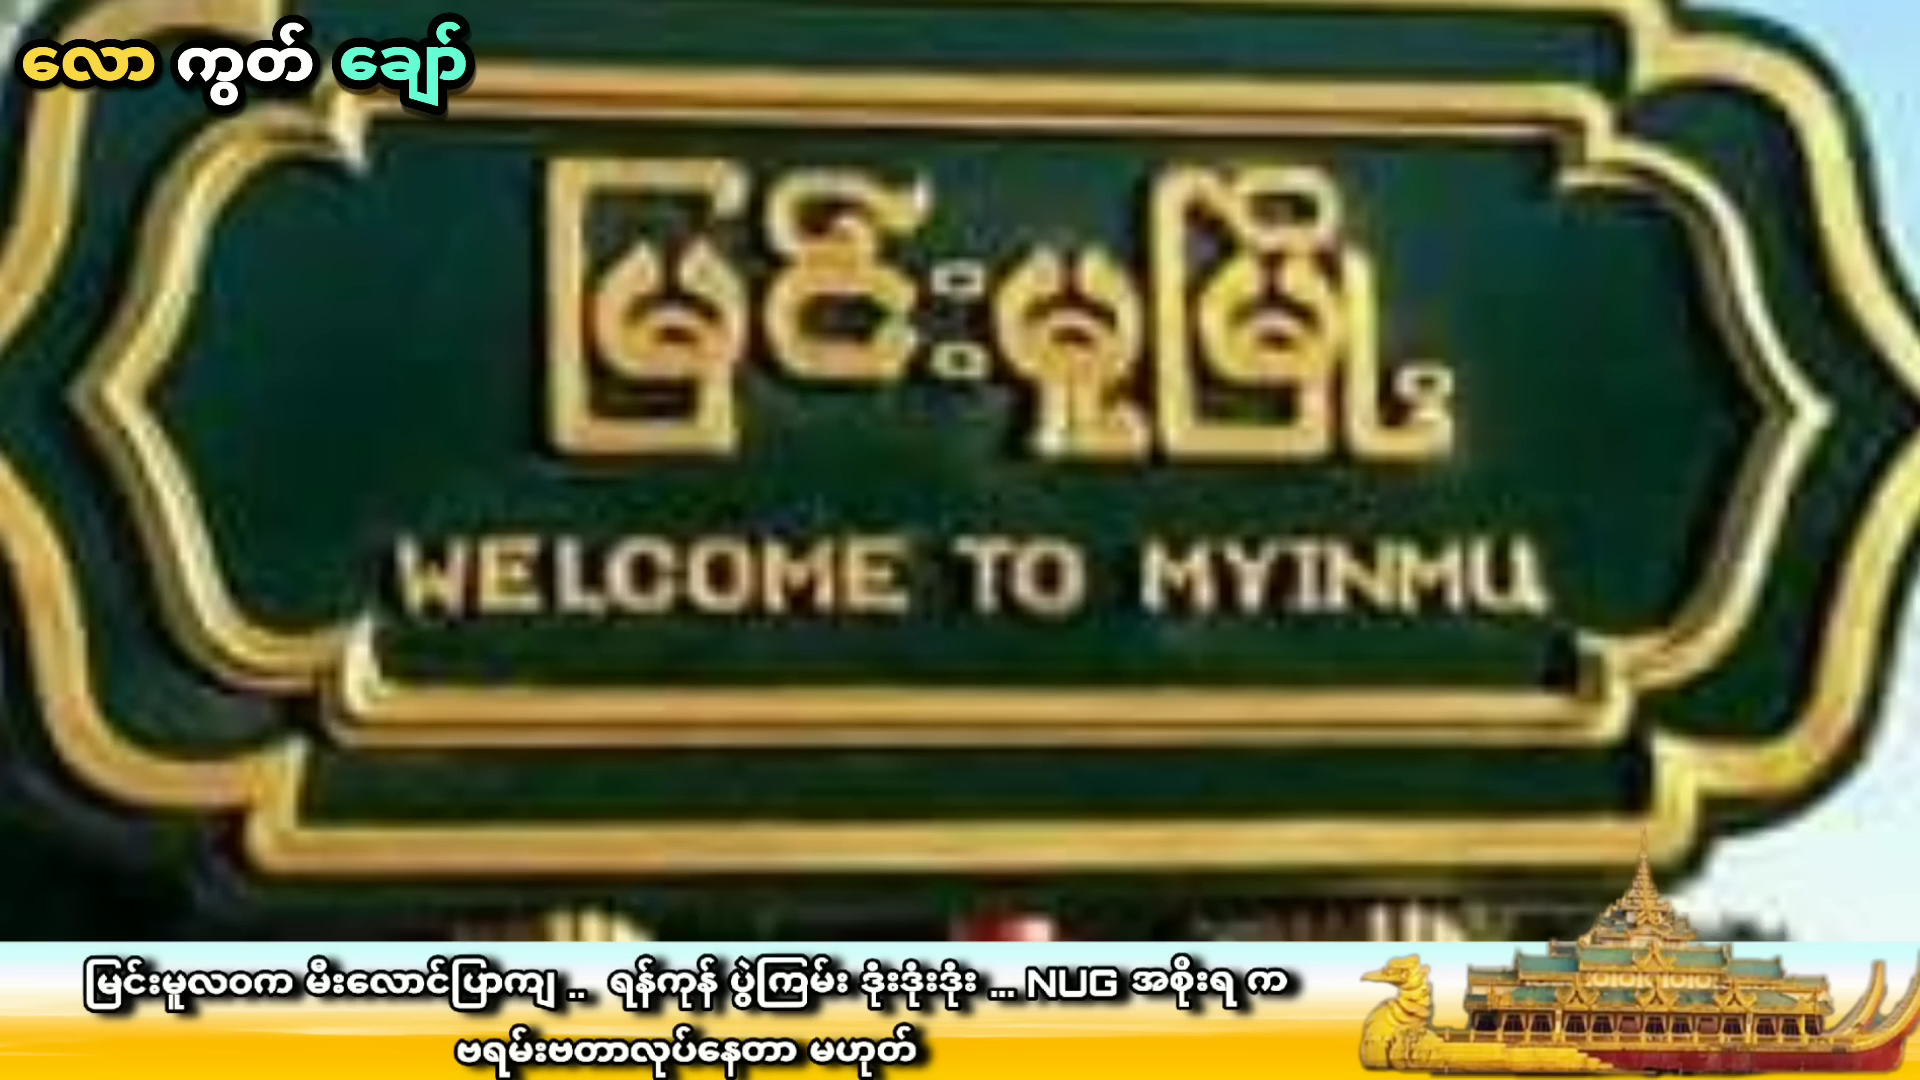 လော ကွတ် ချော်
မြင်းမူမြို့
WELCOME TO MYINMU
မြင်းမူလ၀က မီးလောင်ပြာကျ .. ရန်ကုန် ပွဲကြမ်း ဒုံးဒုံးဒုံး ... NUG အစိုးရ က
ဗရမ်းဗတာလုပ်နေတာ မဟုတ်